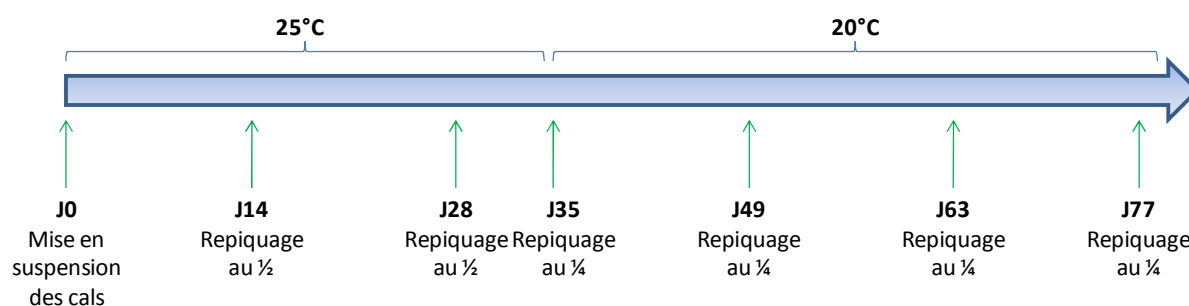 25°C
20°C
J0
Mise en
suspension
des cals
J14
Repiquage
au ½
J28
Repiquage
au ½
J35
Repiquage
au ¼
J49
Repiquage
au ¼
J63
Repiquage
au ¼
J77
Repiquage
au ¼